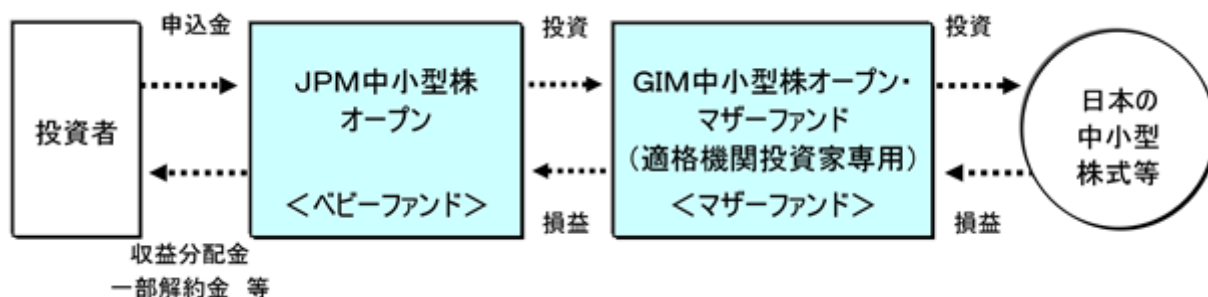 申込金
投資
投資
投資者
JPM中小型株
オープン
<ベビーファンド>
GIM中小型株オープン・
マザーファンド
(適格機関投資家専用)
<マザーファンド>
日本の
中小型
株式等
収益分配金
一部解約金 等
損益
損益